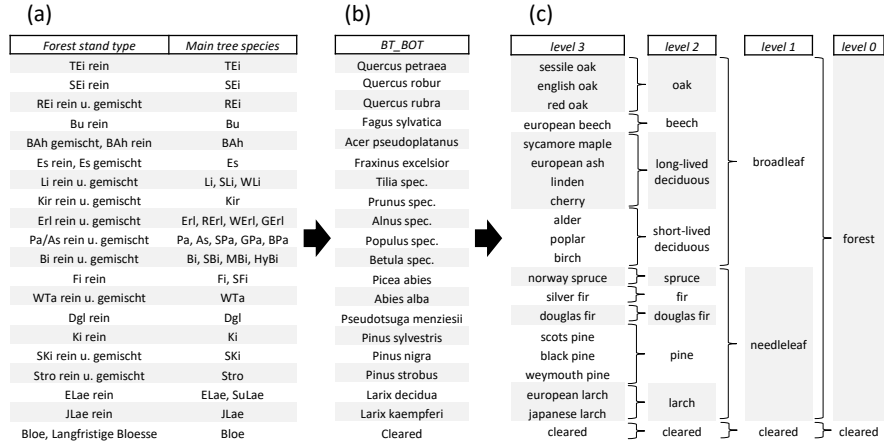 (a) (b) (c)
Forest stand type Main tree species BT_BOT level 3 level 2 level 1 level 0
TEi rein TEi Quercus petraea sessile oak
SEi rein SEi Quercus robur english oak oak
REi rein u. gemischt REi Quercus rubra red oak
Bu rein Bu Fagus sylvatica european beech beech
BAh gemischt, BAh rein BAh Acer pseudoplatanus sycamore maple
Es rein, Es gemischt Es Fraxinus excelsior european ash long-lived broadleaf
Li rein u. gemischt Li, SLi, WLi Tilia spec. linden deciduous
Kir rein u. gemischt Kir Prunus spec. cherry
Erl rein u. gemischt Erl, RErl, WErl, GErl Alnus spec. alder
Pa/As rein u. gemischt Pa, As, SPa, GPa, BPa Populus spec. poplar short-lived forest
Bi rein u. gemischt Bi, SBi, MBi, HyBi Betula spec. birch deciduous
Fi rein Fi, SFi Picea abies norway spruce spruce
WTa rein u. gemischt WTa Abies alba silver fir fir
Dgl rein Dgl Pseudotsuga menziesii douglas fir douglas fir
Ki rein Ki Pinus sylvestris scots pine
SKi rein u. gemischt SKi Pinus nigra black pine pine needleleaf
Stro rein u. gemischt Stro Pinus strobus weymouth pine
ELae rein ELae, SuLae Larix decidua european larch larch
JLae rein JLae Larix kaempferi japanese larch
Bloe, Langfristige Bloesse Bloe Cleared cleared cleared cleared cleared